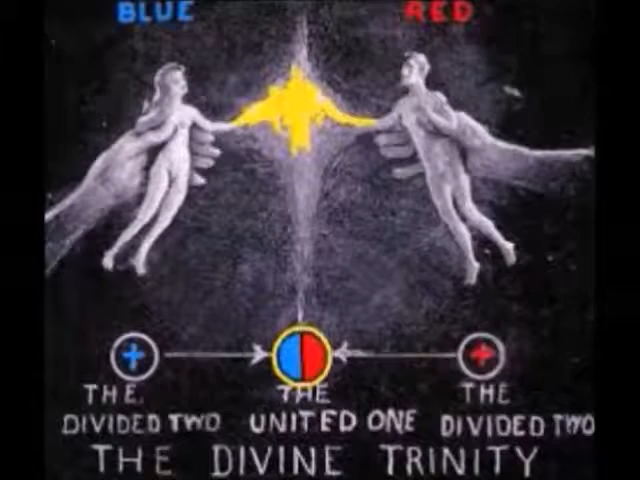 BLUE RED
THE THE THE
DIVIDED TWO UNITED ONE DIVIDED TWO
THE DIVINE TRINITY